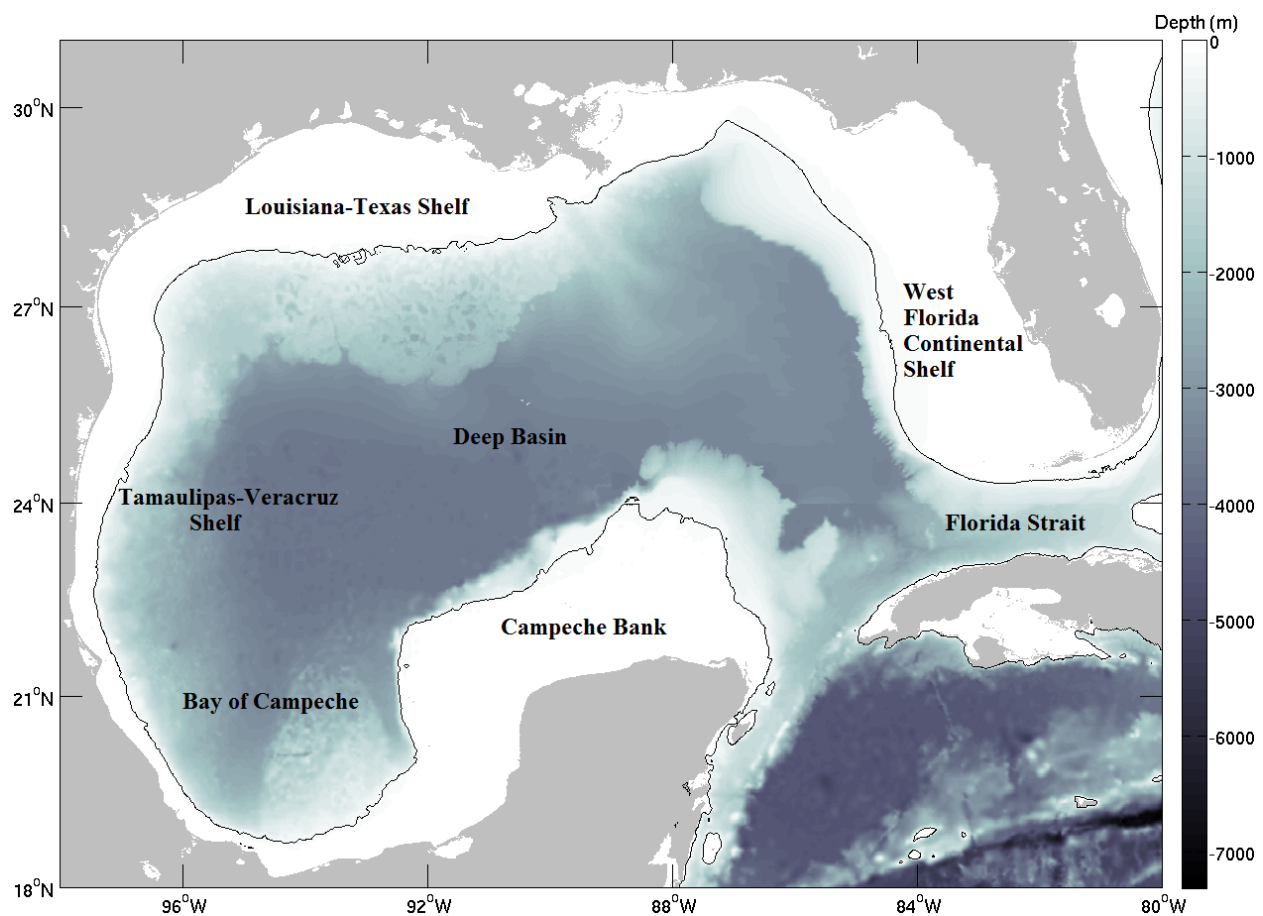 Depth (m)
0
30°N
-1000
Louisiana-Texas Shelf
-2000
27°N
West
Florida
Continental
Shelf
-3000
Deep Basin
24°N
Tamaulipas-Veracruz
Shelf
Florida Strait
-4000
Campeche Bank
-5000
21°N
Bay of Campeche
-6000
-7000
18°N
96°W
92°W
88°W
84°W
80°W